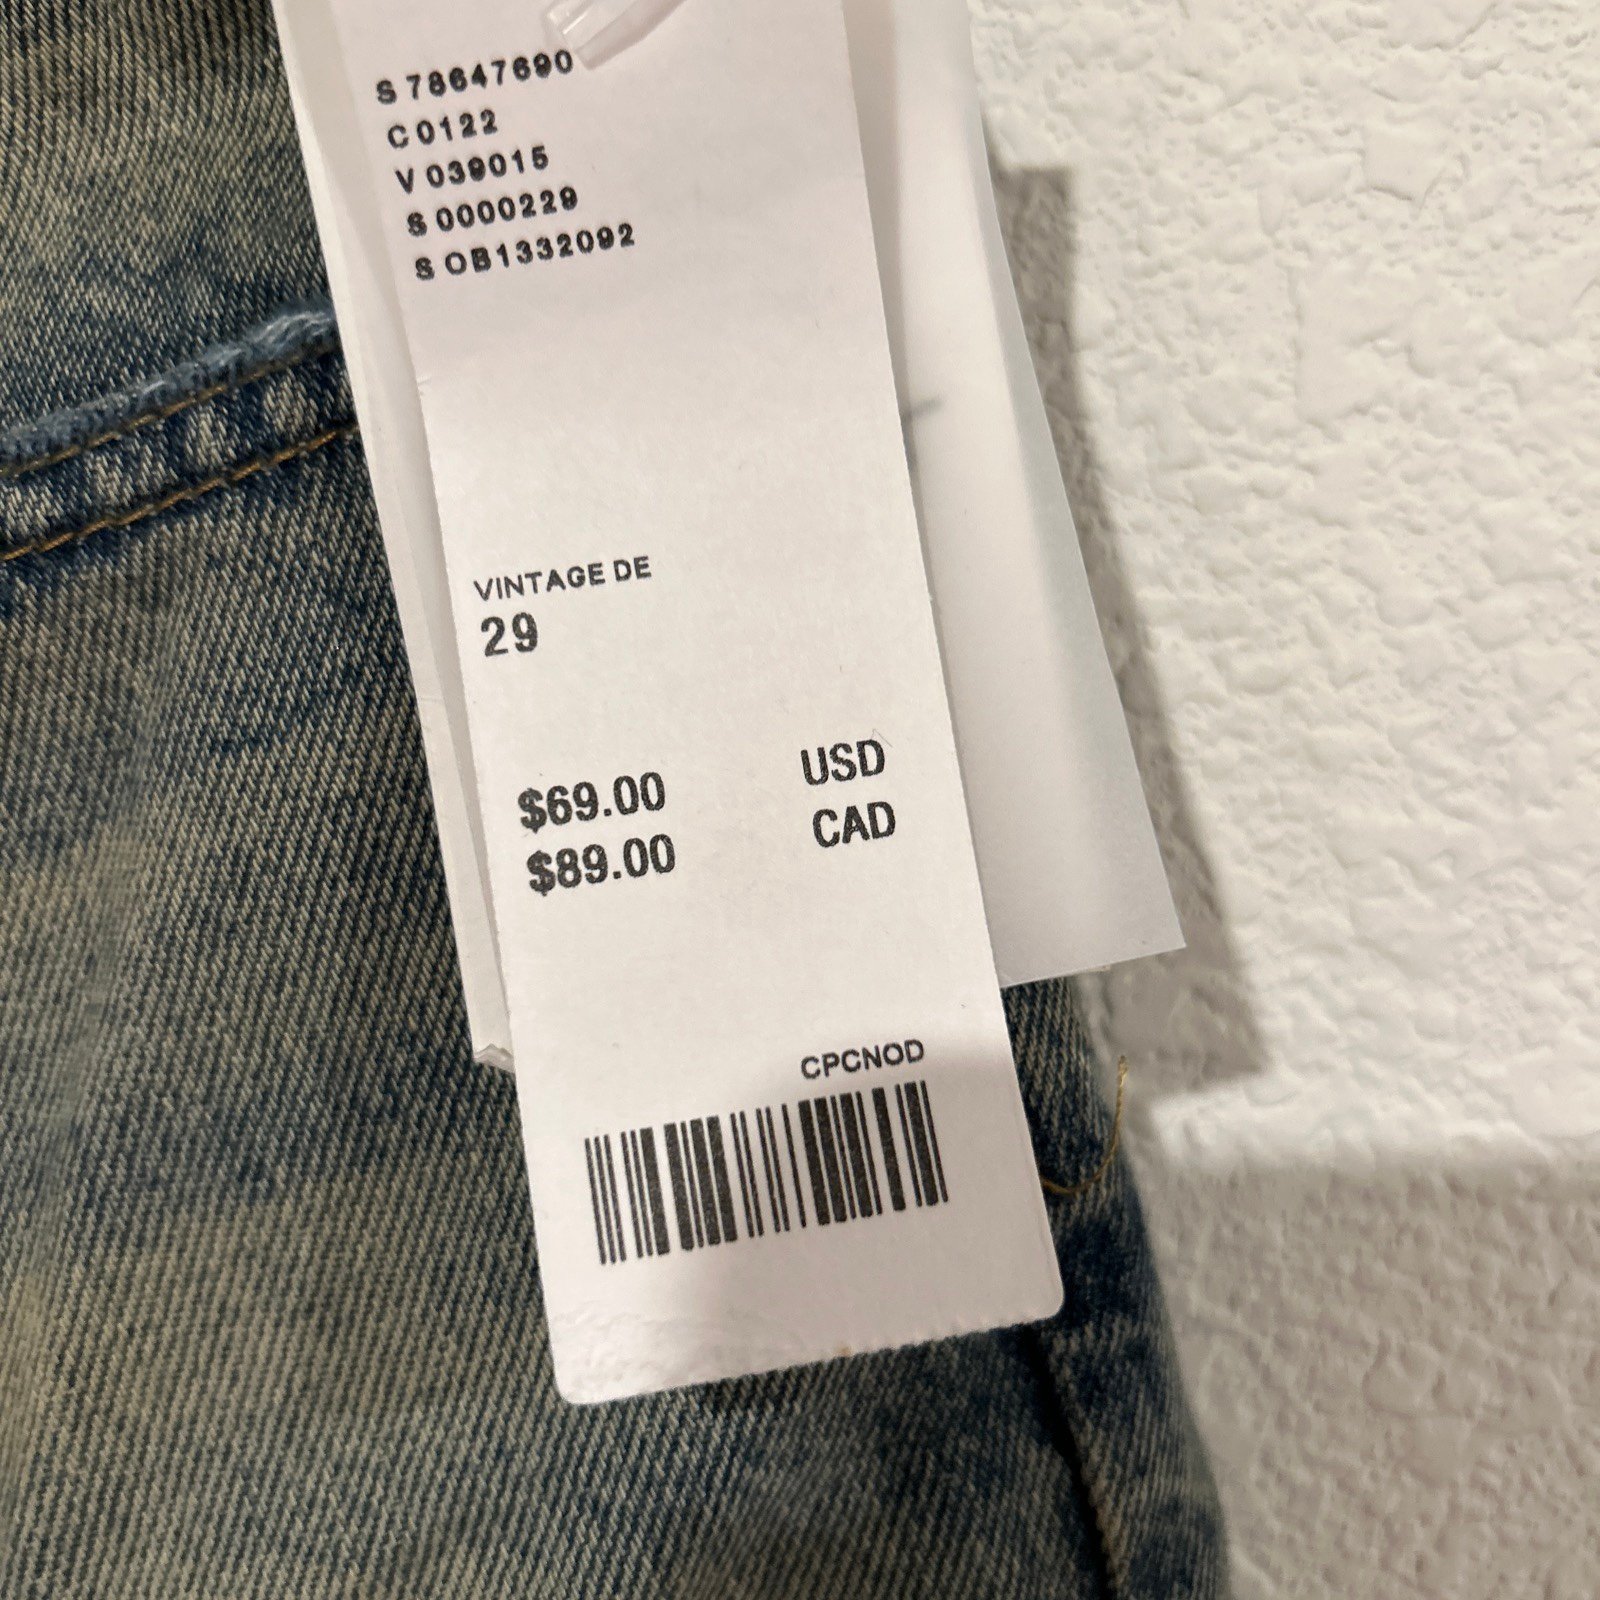 S 78647690
C 0122
V 039015
S 0000229
S OB1332092
VINTAGE DE
29
$69.00 USD
$89.00 CAD
CPCNOD